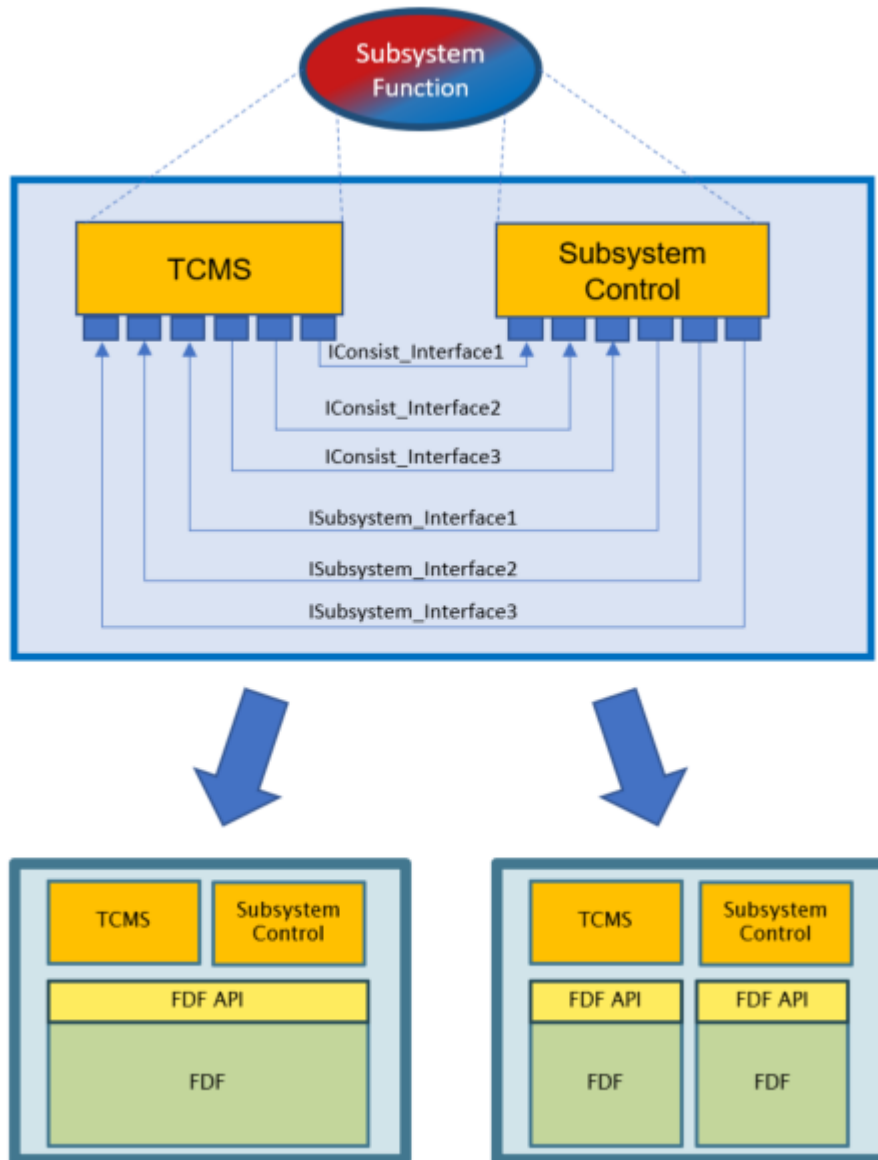 Subsystem
Function
TCMS
Subsystem
Control
IConsist_Interface1
IConsist_Interface2
IConsist_Interface3
ISubsystem_Interface1
ISubsystem_Interface2
ISubsystem_Interface3
TCMS
Subsystem
Control
FDF API
FDF
TCMS
Subsystem
Control
FDF API
FDF API
FDF
FDF